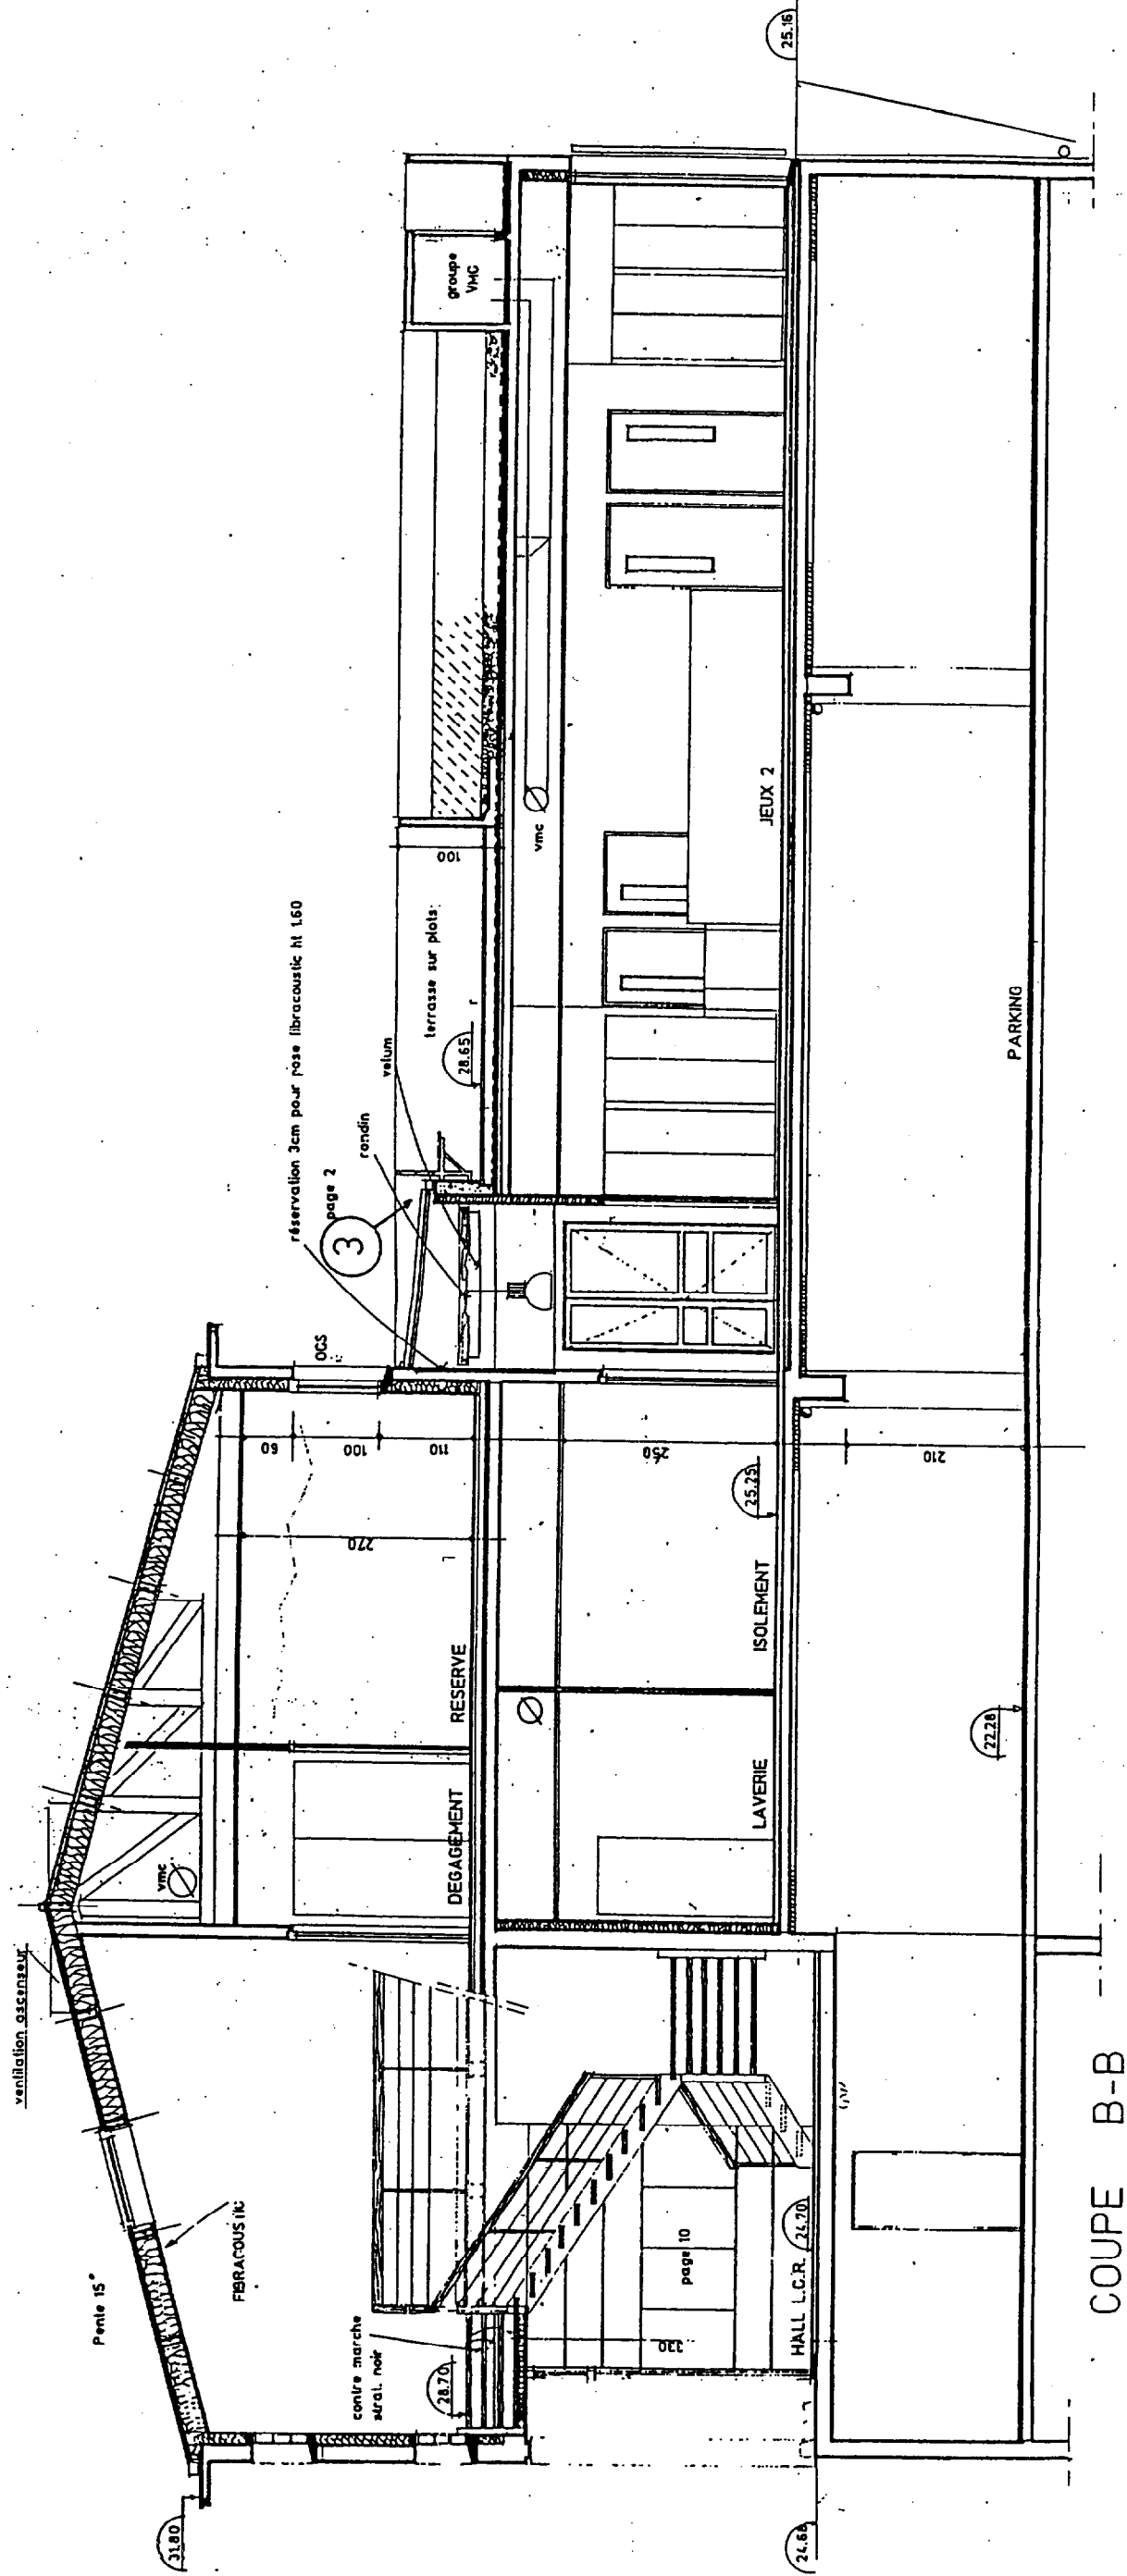 ventilation ascenseur
Pente 15°
FIBRACOUSTIC
vmc
31.80
60
OGS
100
110
270
DEGAGEMENT
RESERVE
réservation 3cm pour pose fibracoustic ht 1.60
3
page 2
rondin
velum
terrasse sur plots
28.65
100
groupe
VMC
contre marche
strat. noir
28.70
330
page 10
HALL L.C.R.
24.70
24.68
LAVERIE
ISOLEMENT
250
25.25
vmc
JEUX 2
25.16
210
22.28
PARKING
COUPE B-B